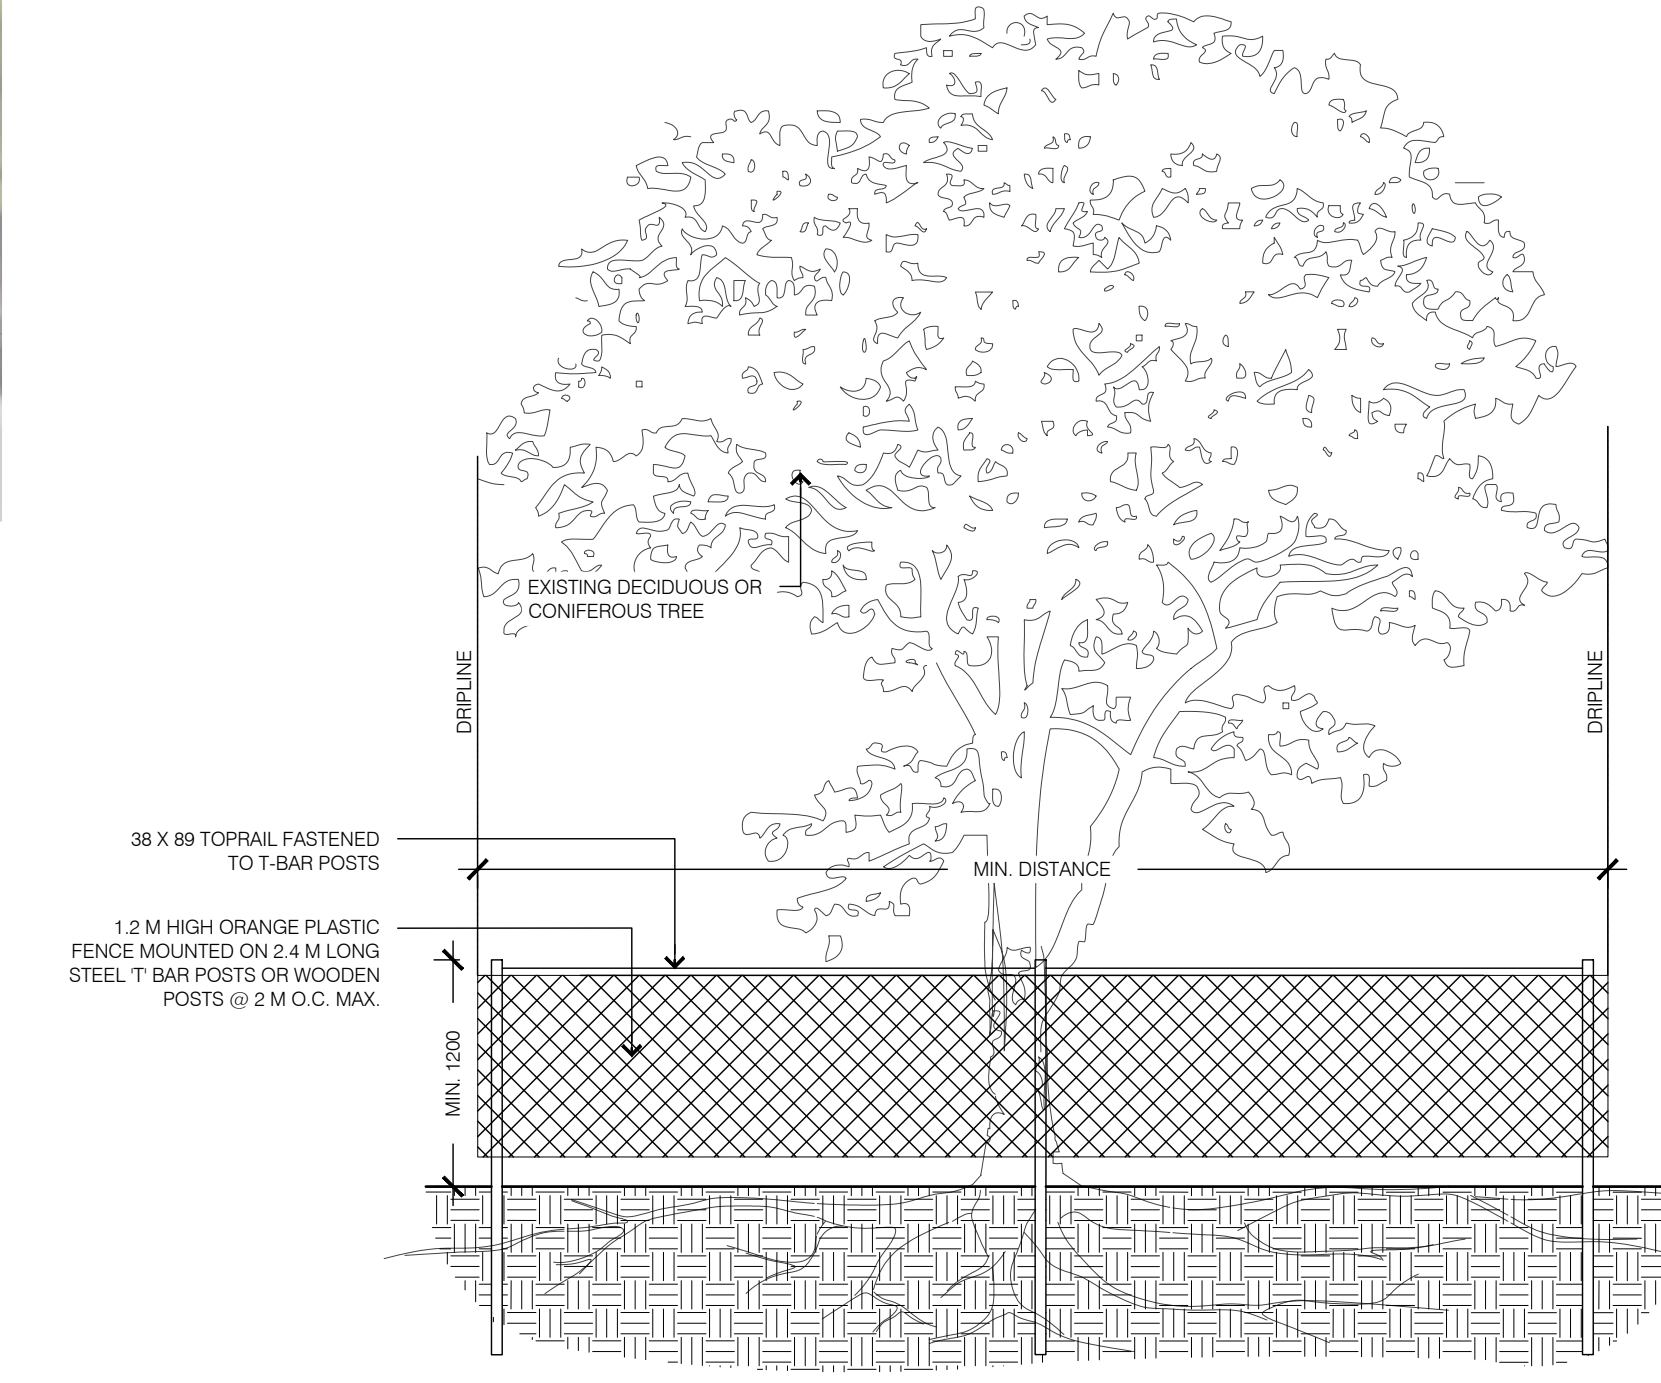 EXISTING DECIDUOUS OR
CONIFEROUS TREE
DRIPLINE
DRIPLINE
38 X 89 TOPRAIL FASTENED
TO T-BAR POSTS
MIN. DISTANCE
1.2 M HIGH ORANGE PLASTIC
FENCE MOUNTED ON 2.4 M LONG
STEEL 'T' BAR POSTS OR WOODEN
POSTS @ 2 M O.C. MAX.
MIN. 1200